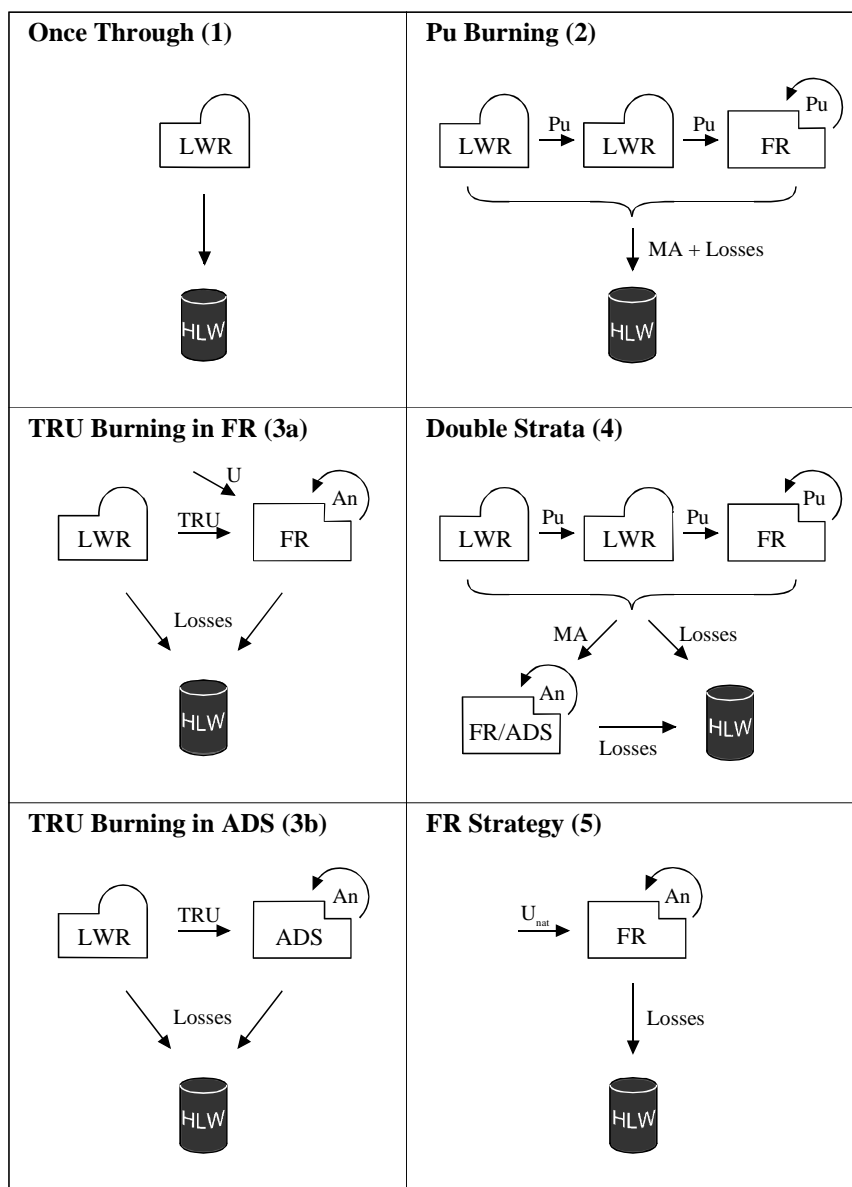 Once Through (1)
LWR
HLW
Pu Burning (2)
LWR
Pu
LWR
Pu
FR
Pu
MA + Losses
HLW
TRU Burning in FR (3a)
U
LWR
TRU
FR
An
Losses
HLW
Double Strata (4)
LWR
Pu
LWR
Pu
FR
Pu
MA
Losses
An
FR/ADS
Losses
HLW
TRU Burning in ADS (3b)
LWR
TRU
ADS
An
Losses
HLW
FR Strategy (5)
Unat
FR
An
Losses
HLW